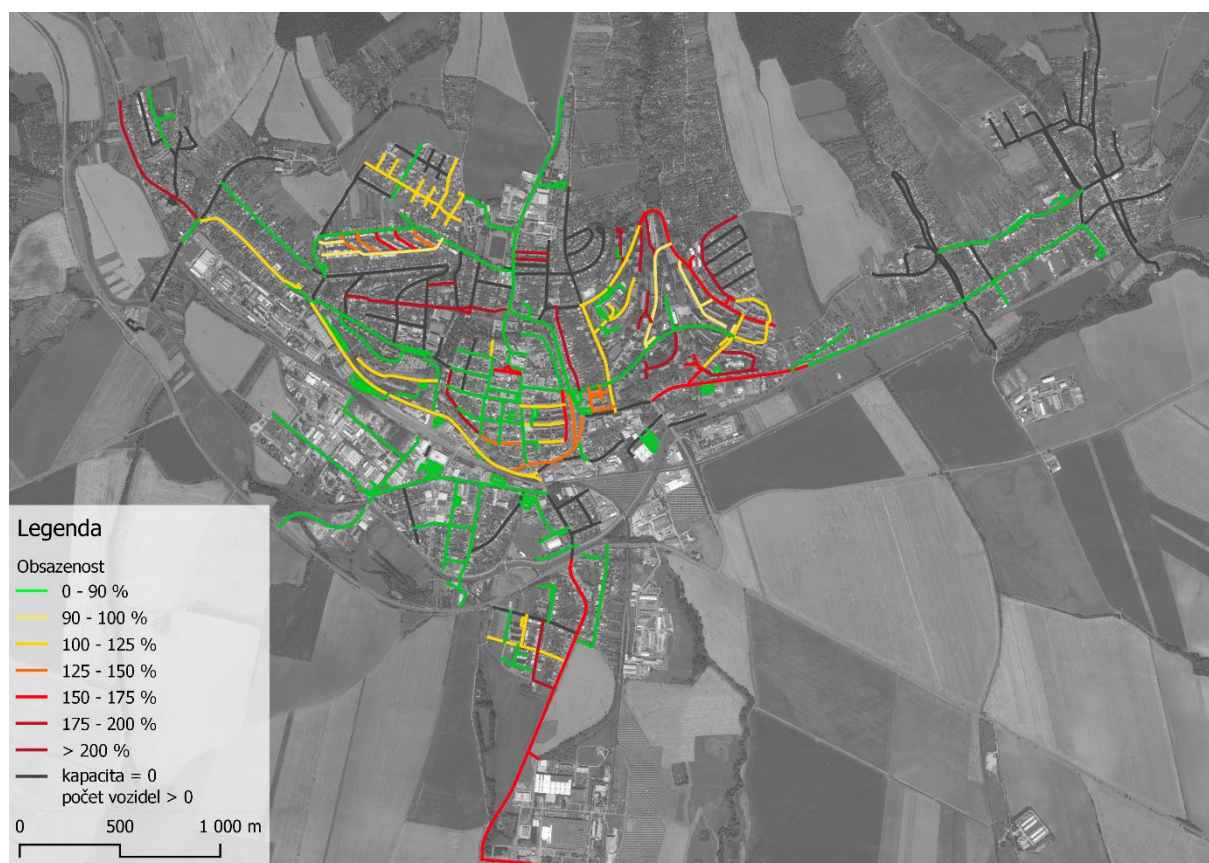 Legenda
Obsazenost
0 - 90 %
90 - 100 %
100 - 125 %
125 - 150 %
150 - 175 %
175 - 200 %
> 200 %
kapacita = 0
počet vozidel > 0
0 500 1 000 m